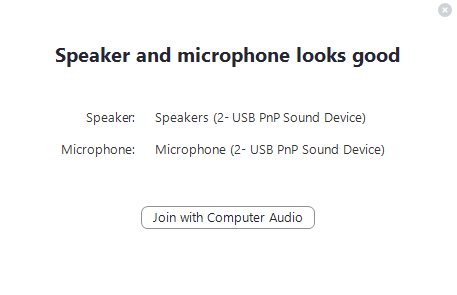 Speaker and microphone looks good
Speaker: Speakers (2- USB PnP Sound Device)
Microphone: Microphone (2- USB PnP Sound Device)
Join with Computer Audio